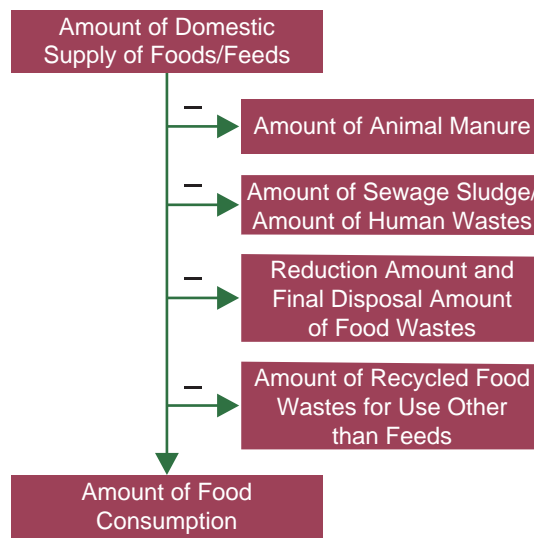 Amount of Domestic
Supply of Foods/Feeds
–
Amount of Animal Manure
–
Amount of Sewage Sludge/
Amount of Human Wastes
–
Reduction Amount and
Final Disposal Amount
of Food Wastes
–
Amount of Recycled Food
Wastes for Use Other
than Feeds
Amount of Food
Consumption